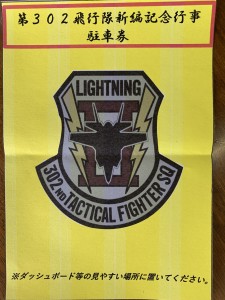 第３０２飛行隊新編記念行事
駐車券
LIGHTNING
II
302ND TACTICAL FIGHTER SQ
※ダッシュボード等の見やすい場所に置いてください。